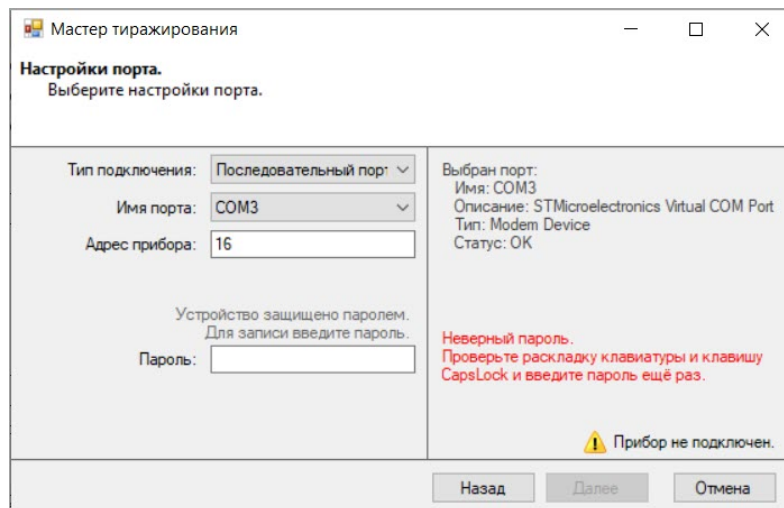 Мастер тиражирования
Настройки порта.
Выберите настройки порта.
Тип подключения: Последовательный порт
Имя порта: COM3
Адрес прибора: 16
Устройство защищено паролем.
Для записи введите пароль.
Пароль:
Выбран порт:
Имя: COM3
Описание: STMicroelectronics Virtual COM Port
Тип: Modem Device
Статус: OK
Неверный пароль.
Проверьте раскладку клавиатуры и клавишу
CapsLock и введите пароль ещё раз.
Прибор не подключен.
Назад
Далее
Отмена